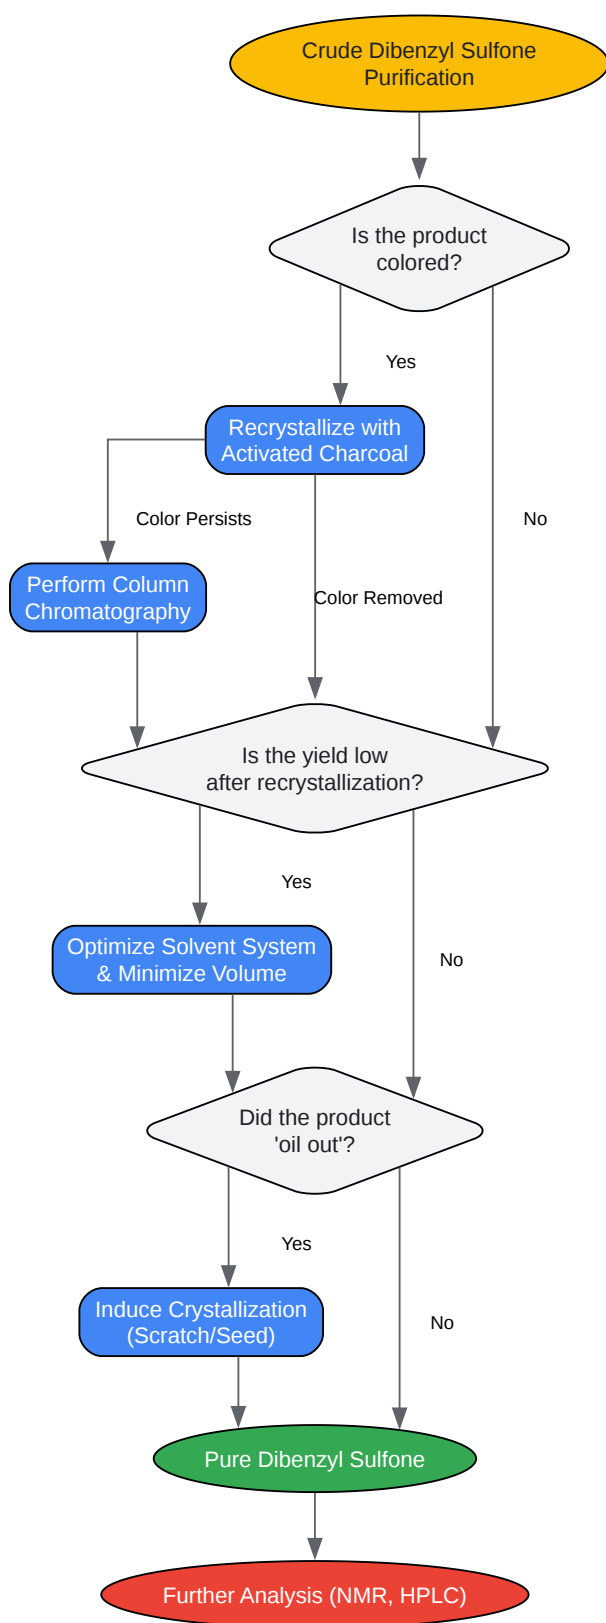 Crude Dibenzyl Sulfone
Purification
Is the product
colored?
Yes
Recrystallize with
Activated Charcoal
Color Persists
No
Perform Column
Chromatography
Color Removed
Is the yield low
after recrystallization?
Yes
Optimize Solvent System
& Minimize Volume
No
Did the product
'oil out'?
Yes
Induce Crystallization
(Scratch/Seed)
No
Pure Dibenzyl Sulfone
Further Analysis (NMR, HPLC)